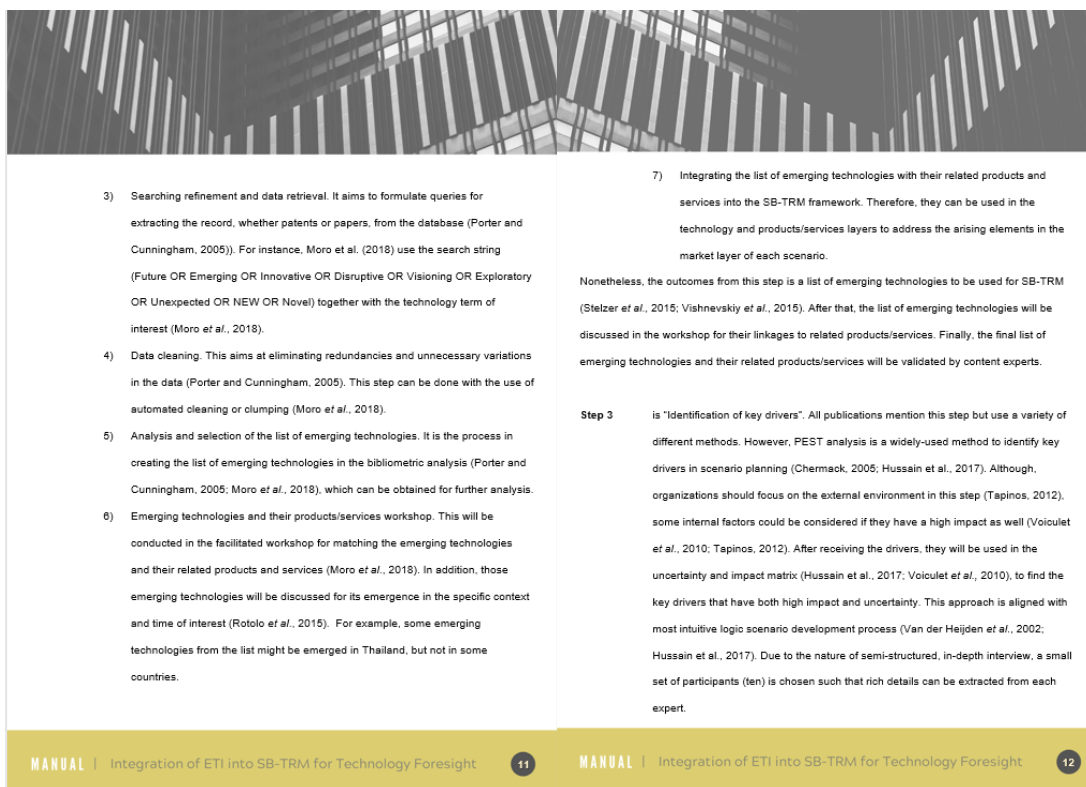 3) Searching refinement and data retrieval. It aims to formulate queries for
extracting the record, whether patents or papers, from the database (Porter and
Cunningham, 2005)). For instance, Moro et al. (2018) use the search string
(Future OR Emerging OR Innovative OR Disruptive OR Visioning OR Exploratory
OR Unexpected OR NEW OR Novel) together with the technology term of
interest (Moro et al., 2018).
4) Data cleaning. This aims at eliminating redundancies and unnecessary variations
in the data (Porter and Cunningham, 2005). This step can be done with the use of
automated cleaning or clumping (Moro et al., 2018).
5) Analysis and selection of the list of emerging technologies. It is the process in
creating the list of emerging technologies in the bibliometric analysis (Porter and
Cunningham, 2005; Moro et al., 2018), which can be obtained for further analysis.
6) Emerging technologies and their products/services workshop. This will be
conducted in the facilitated workshop for matching the emerging technologies
and their related products and services (Moro et al., 2018). In addition, those
emerging technologies will be discussed for its emergence in the specific context
and time of interest (Rotolo et al., 2015). For example, some emerging
technologies from the list might be emerged in Thailand, but not in some
countries.
MANUAL | Integration of ETI into SB-TRM for Technology Foresight 11
7) Integrating the list of emerging technologies with their related products and
services into the SB-TRM framework. Therefore, they can be used in the
technology and products/services layers to address the arising elements in the
market layer of each scenario.
Nonetheless, the outcomes from this step is a list of emerging technologies to be used for SB-TRM
(Stelzer et al., 2015; Vishnevskiy et al., 2015). After that, the list of emerging technologies will be
discussed in the workshop for their linkages to related products/services. Finally, the final list of
emerging technologies and their related products/services will be validated by content experts.
Step 3 is “Identification of key drivers”. All publications mention this step but use a variety of
different methods. However, PEST analysis is a widely-used method to identify key
drivers in scenario planning (Chermack, 2005; Hussain et al., 2017). Although,
organizations should focus on the external environment in this step (Tapinos, 2012),
some internal factors could be considered if they have a high impact as well (Voiculet
et al., 2010; Tapinos, 2012). After receiving the drivers, they will be used in the
uncertainty and impact matrix (Hussain et al., 2017; Voiculet et al., 2010), to find the
key drivers that have both high impact and uncertainty. This approach is aligned with
most intuitive logic scenario development process (Van der Heijden et al., 2002;
Hussain et al., 2017). Due to the nature of semi-structured, in-depth interview, a small
set of participants (ten) is chosen such that rich details can be extracted from each
expert.
MANUAL | Integration of ETI into SB-TRM for Technology Foresight 12